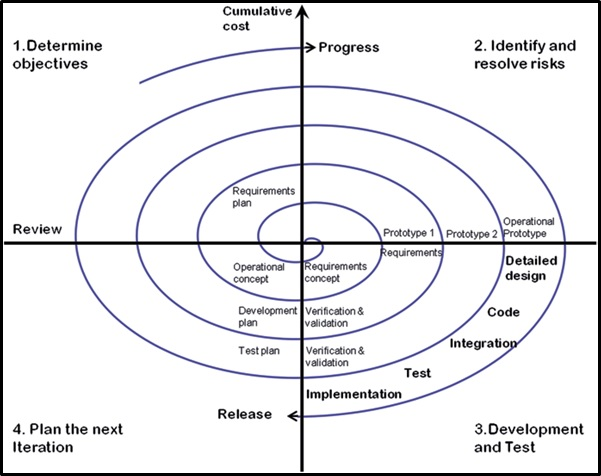 Cumulative
cost
Progress
1.Determine
objectives
2. Identify and
resolve risks
Requirements
plan
Review
Prototype 1
Prototype 2
Operational
Prototype
Requirements
Operational
concept
Requirements
concept
Detailed
design
Development
plan
Verification &
validation
Code
Integration
Test plan
Verification &
validation
Test
Implementation
Release
4. Plan the next
Iteration
3.Development
and Test